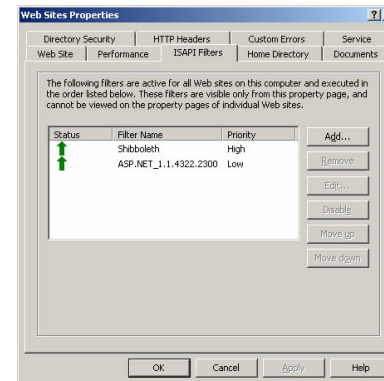 Web Sites Properties
?
Directory Security HTTP Headers Custom Errors Service
Web Site Performance ISAPI Filters Home Directory Documents
The following filters are active for all Web sites on this computer and executed in
the order listed below. These filters are visible only from this property page, and
cannot be viewed on the property pages of individual Web sites.
Status Filter Name Priority
Shibboleth High
ASP.NET_1.1.4322.2300 Low
Add...
Remove
Edit...
Disable
Move up
Move down
OK Cancel Apply Help